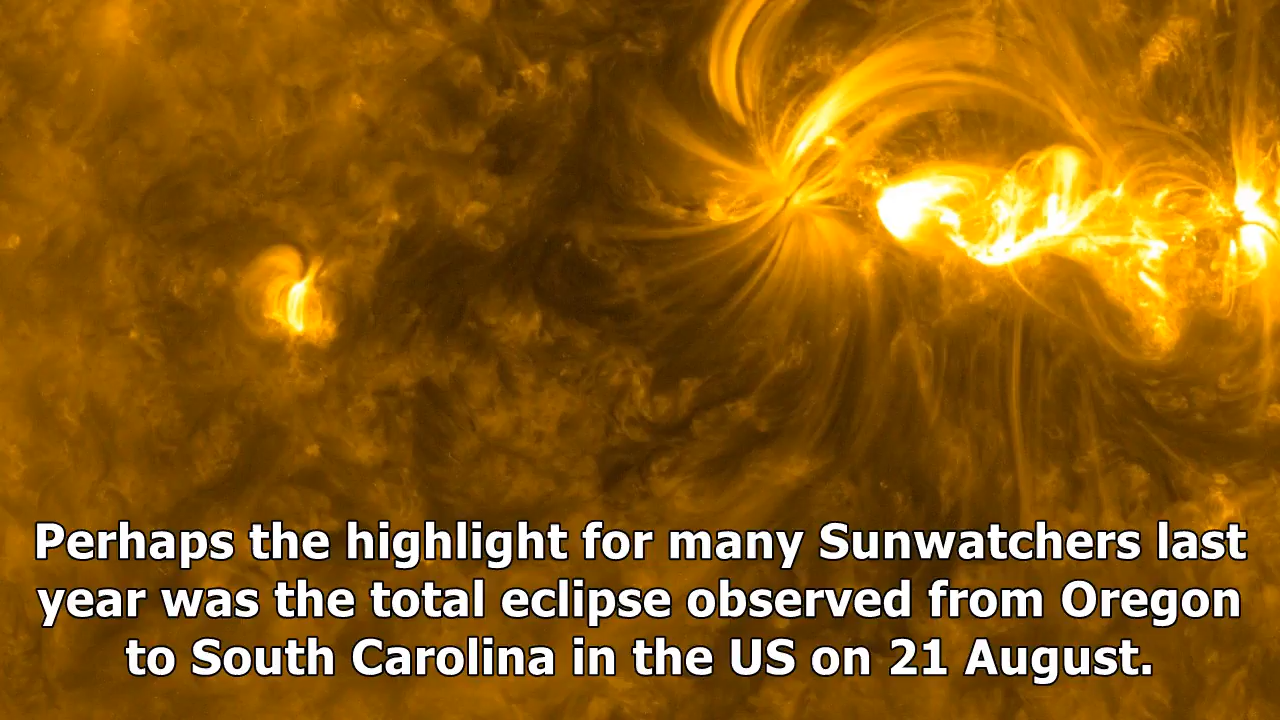 Perhaps the highlight for many Sunwatchers last
year was the total eclipse observed from Oregon
to South Carolina in the US on 21 August.